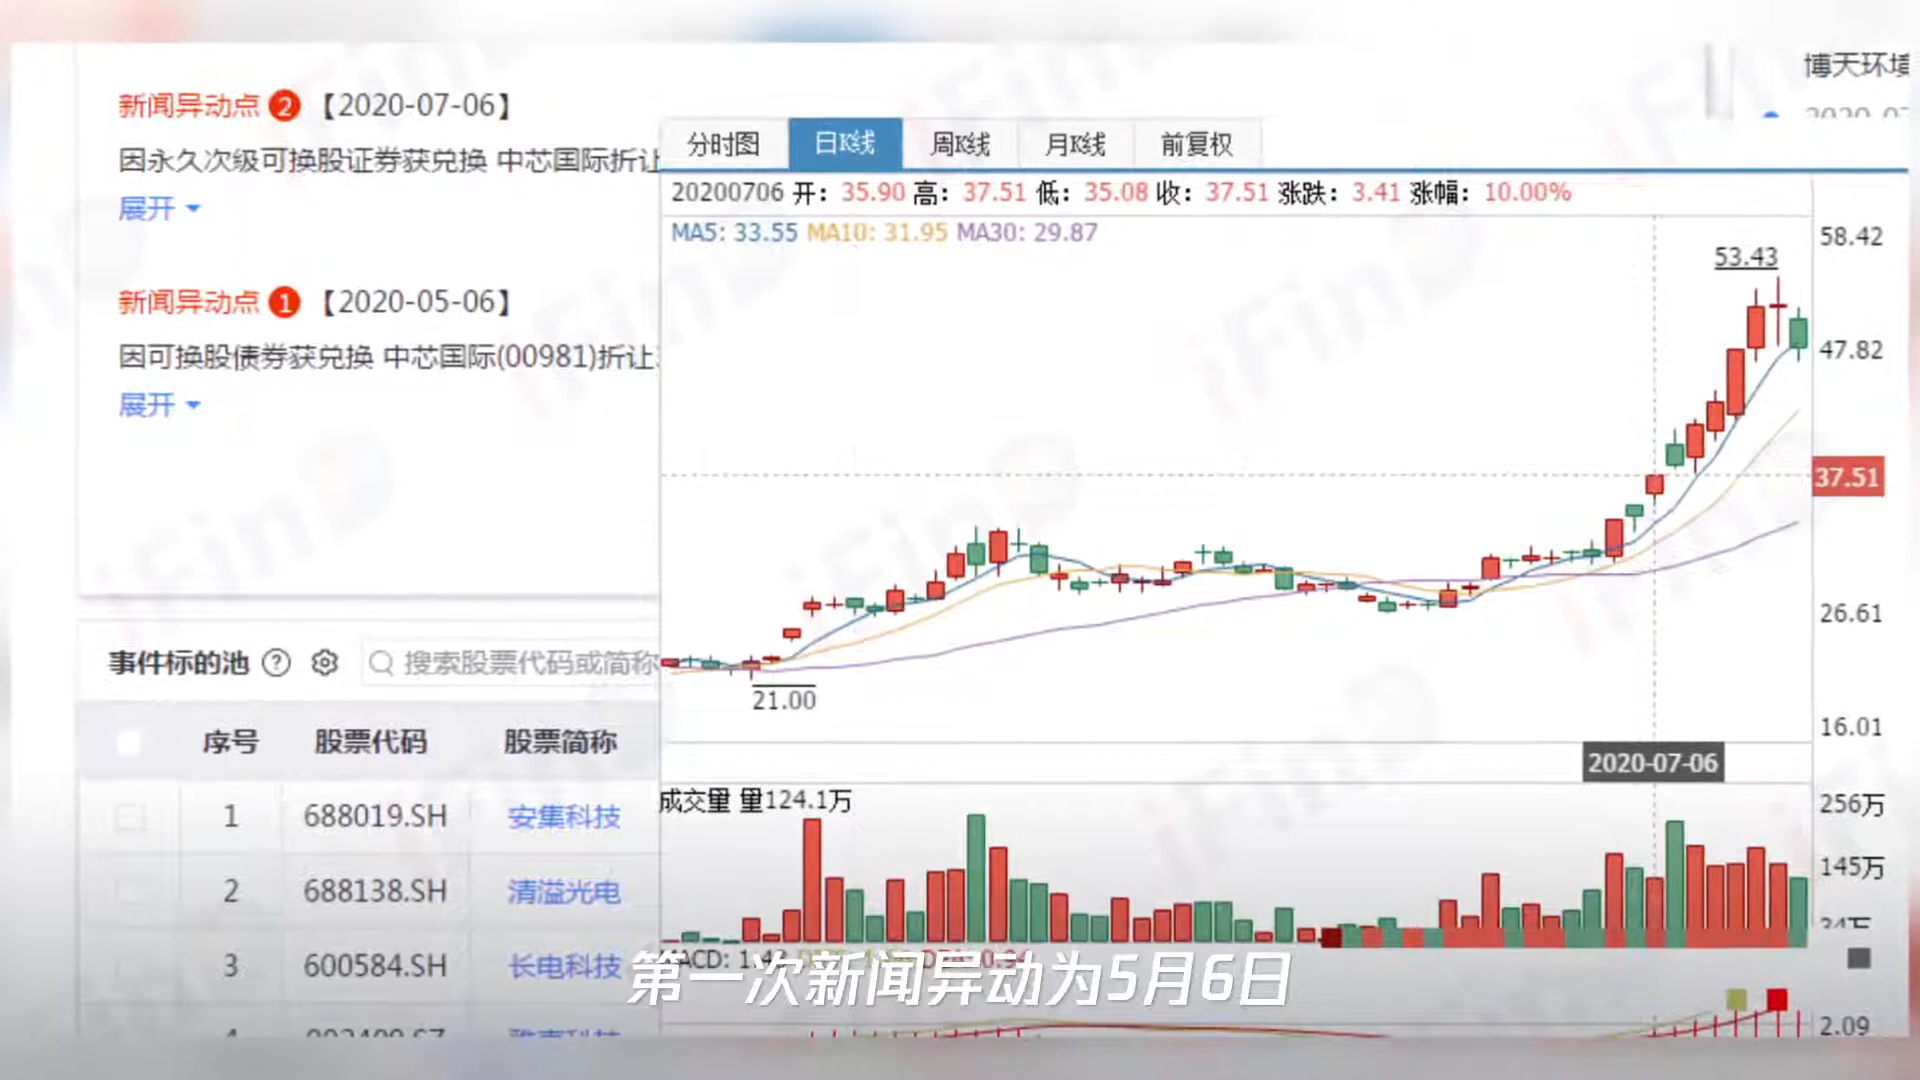 博天环境
新闻异动点 2 【2020-07-06】
因永久次级可换股证券获兑换 中芯国际折让
展开
新闻异动点 1 【2020-05-06】
因可换股债券获兑换 中芯国际(00981)折让
展开
分时图 日K线 周K线 月K线 前复权
20200706 开: 35.90 高: 37.51 低: 35.08 收: 37.51 涨跌: 3.41 涨幅: 10.00%
MA5: 33.55 MA10: 31.95 MA30: 29.87
58.42
53.43
47.82
37.51
26.61
21.00
16.01
2020-07-06
成交量 量124.1万
256万
145万
2.09
事件标的池 ? 搜索股票代码或简称
序号 股票代码 股票简称
1 688019.SH 安集科技
2 688138.SH 清溢光电
3 600584.SH 长电科技
第一次新闻异动为5月6日
iFinD